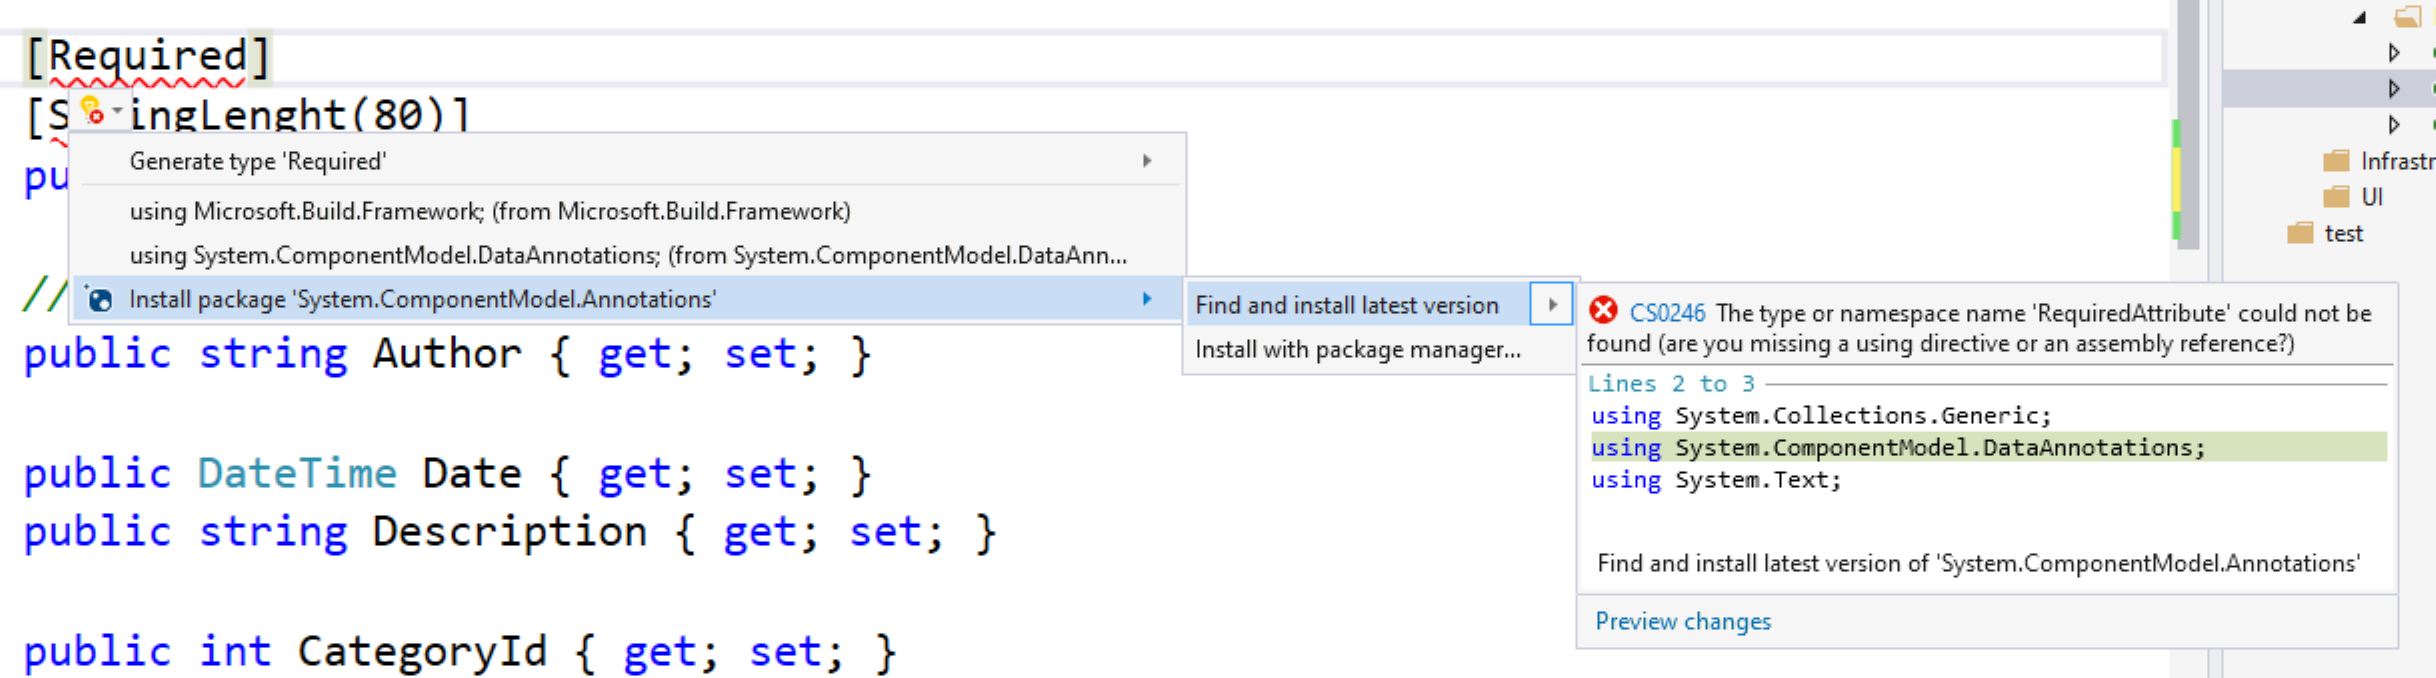 [Required]
[S ingLenght(80)]
pu
Generate type 'Required'
using Microsoft.Build.Framework; (from Microsoft.Build.Framework)
using System.ComponentModel.DataAnnotations; (from System.ComponentModel.DataAnn...
//
Install package 'System.ComponentModel.Annotations'
Find and install latest version
Install with package manager...
CS0246 The type or namespace name 'RequiredAttribute' could not be
found (are you missing a using directive or an assembly reference?)
Lines 2 to 3
using System.Collections.Generic;
using System.ComponentModel.DataAnnotations;
using System.Text;
Find and install latest version of 'System.ComponentModel.Annotations'
Preview changes
public string Author { get; set; }
public DateTime Date { get; set; }
public string Description { get; set; }
public int CategoryId { get; set; }
Infrastr
UI
test